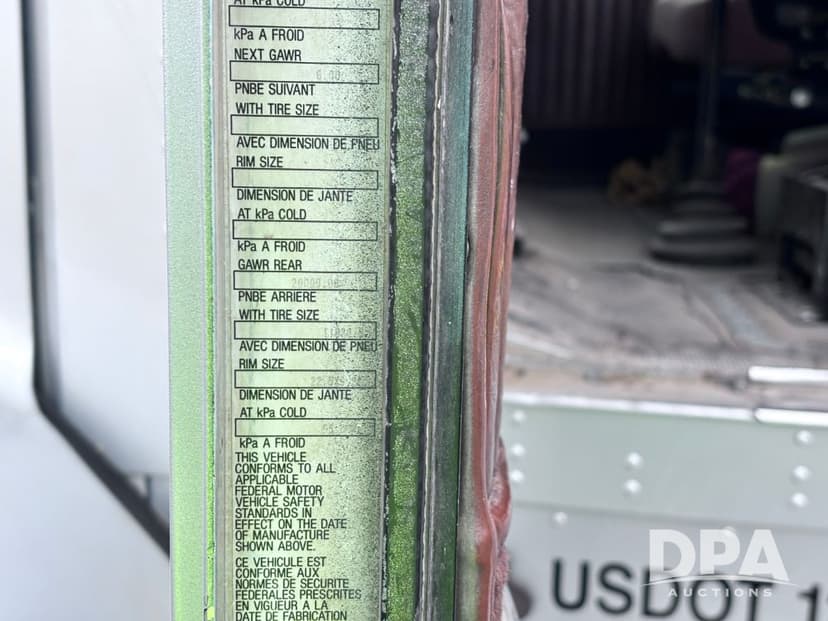 AT kPa COLD
kPa A FROID
NEXT GAWR
0.00
PNBE SUIVANT
WITH TIRE SIZE
AVEC DIMENSION DE PNEU
RIM SIZE
DIMENSION DE JANTE
AT kPa COLD
kPa A FROID
GAWR REAR
PNBE ARRIERE
WITH TIRE SIZE
AVEC DIMENSION DE PNEU
RIM SIZE
DIMENSION DE JANTE
AT kPa COLD
kPa A FROID
THIS VEHICLE
CONFORMS TO ALL
APPLICABLE
FEDERAL MOTOR
VEHICLE SAFETY
STANDARDS IN
EFFECT ON THE DATE
OF MANUFACTURE
SHOWN ABOVE.
CE VEHICULE EST
CONFORME AUX
NORMES DE SECURITE
FEDERALES PRESCRITES
EN VIGUEUR A LA
DATE DE FABRICATION
USDOT
DPA
AUCTIONS